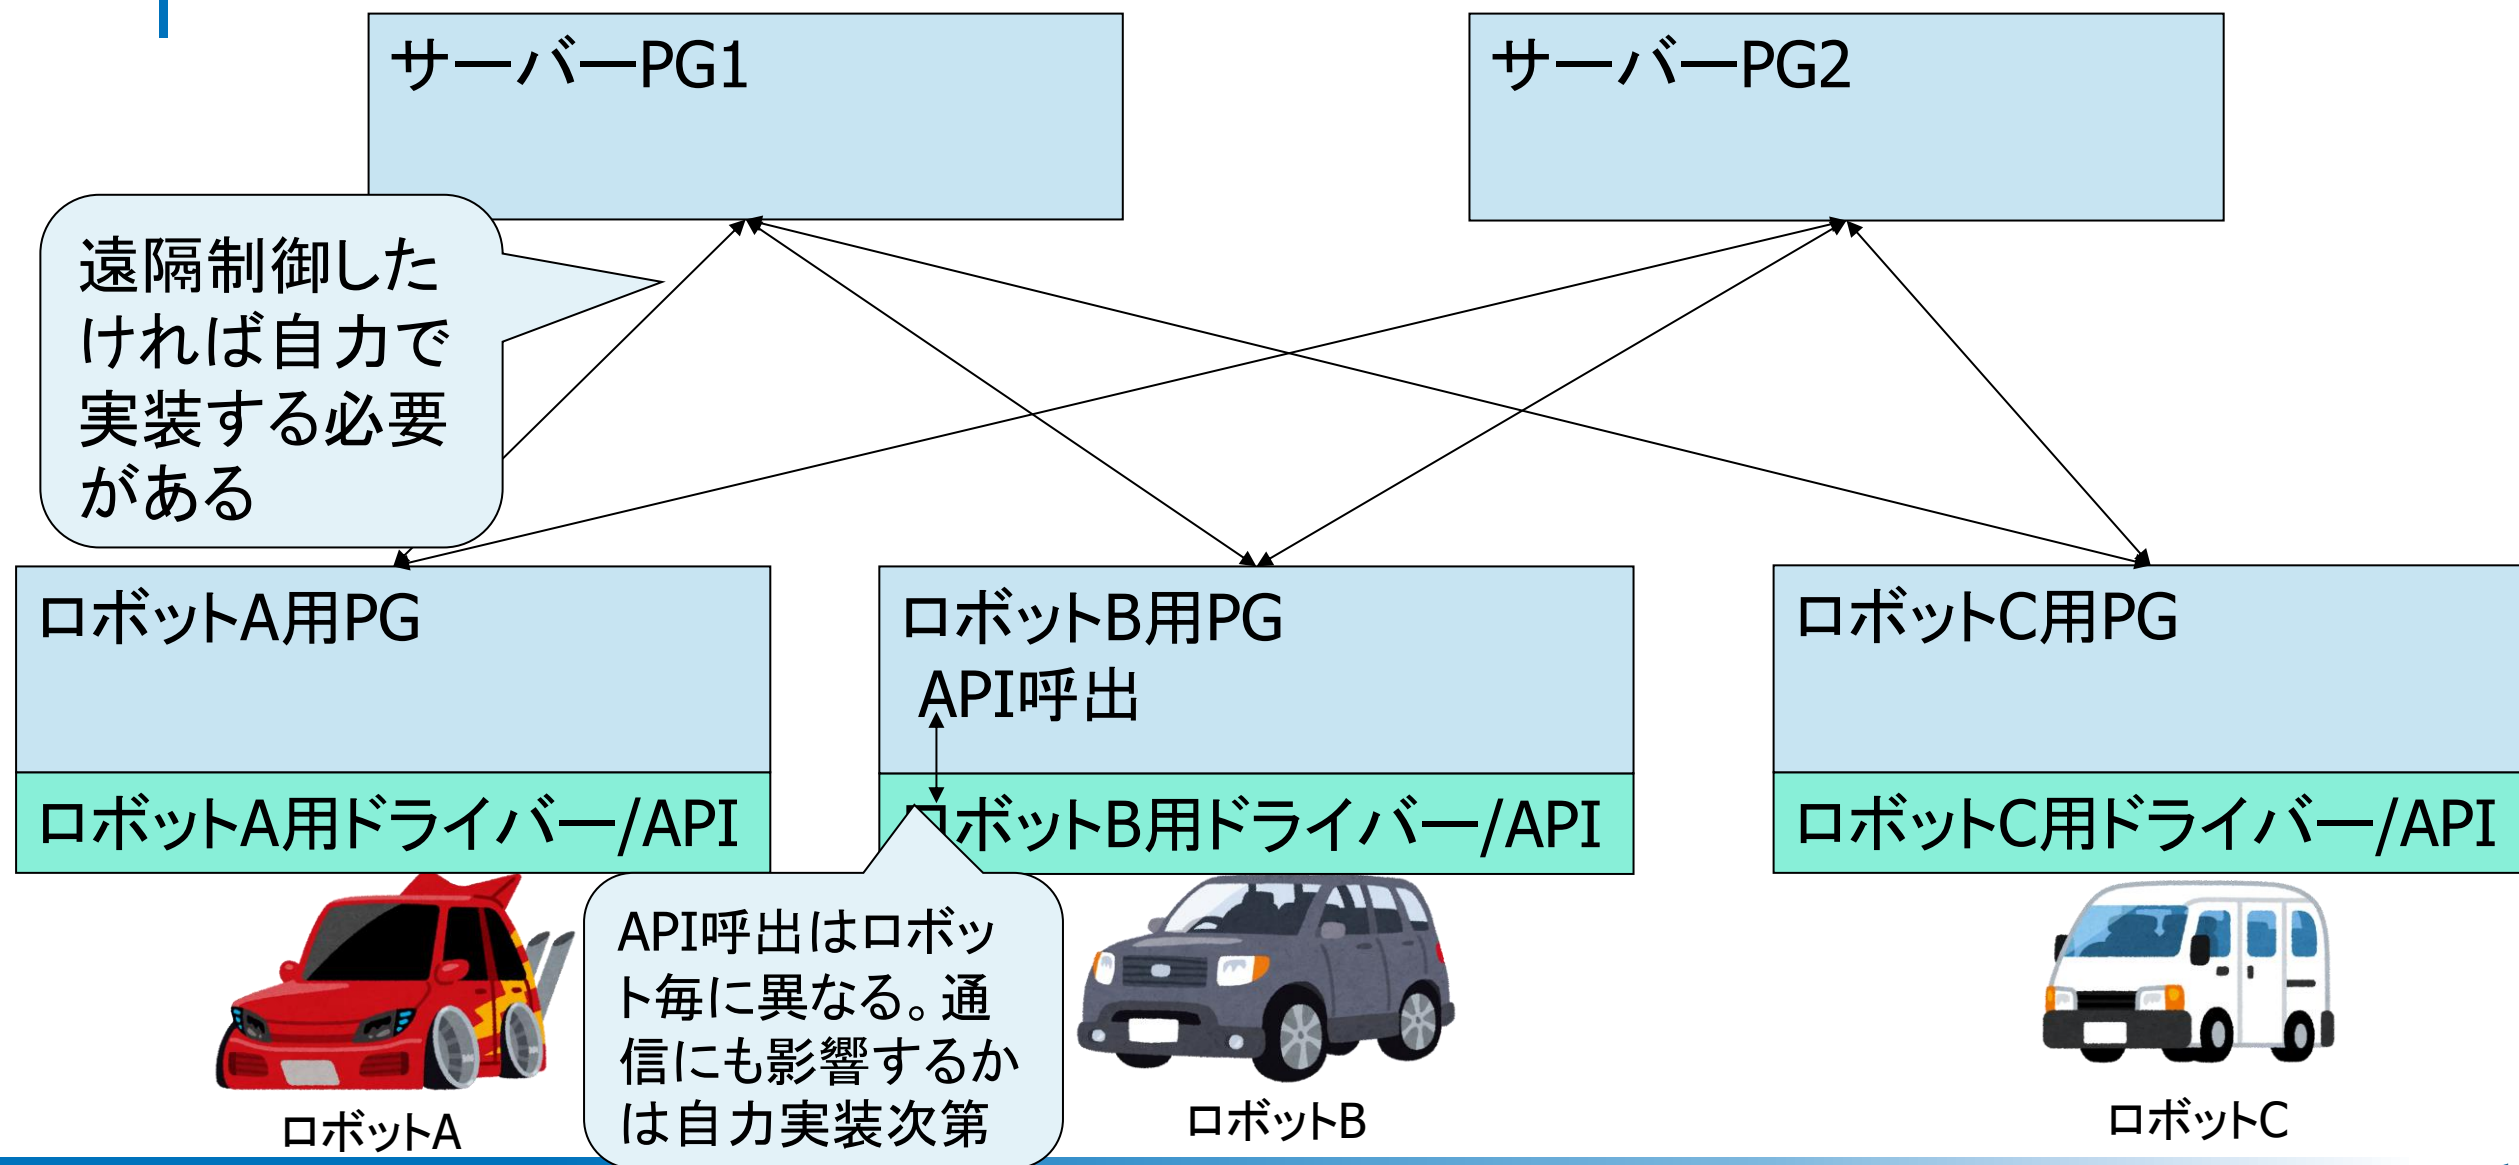 サーバーPG1
サーバーPG2
遠隔制御した
ければ自力で
実装する必要
がある
ロボットA用PG
ロボットB用PG
API呼出
ロボットC用PG
ロボットA用ドライバー/API
ロボットB用ドライバー/API
ロボットC用ドライバー/API
API呼出はロボッ
ト毎に異なる。通
信にも影響するか
は自力実装次第
ロボットA
ロボットB
ロボットC